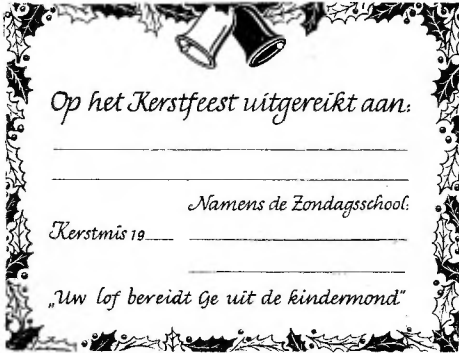 Op het Kerstfeest uitgereikt aan:
Namens de Zondagsschool:
Kerstmis 19
„Uw lof bereidt Ge uit de kindermond"